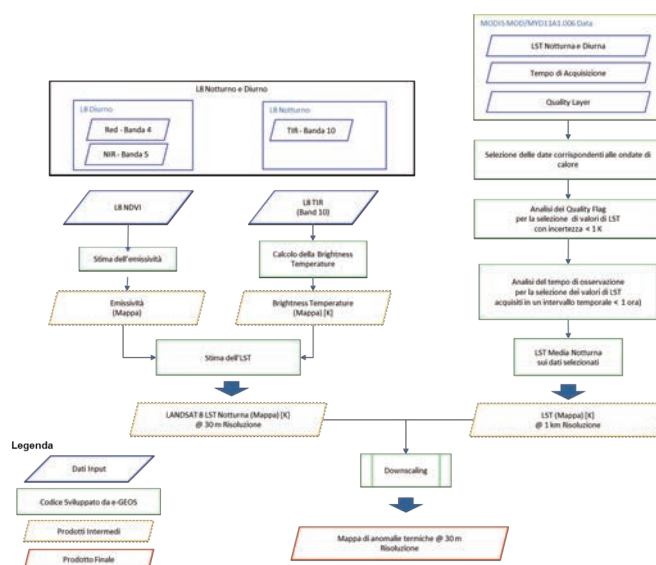 MODIS MOD/MYD11A1.006 Data
LST Notturna e Diurna
Tempo di Acquisizione
Quality Layer
L8 Notturno e Diurno
L8 Diurno
Red - Banda 4
NIR - Banda 5
L8 Notturno
TIR - Banda 10
Selezione delle date corrispondenti alle ondate di
calore
L8 NDVI
L8 TIR
(Band 10)
Analisi dei Quality Flag
per la selezione di valori di LST
con incertezza < 1 K
Stima dell'emissività
Calcolo della Brightness
Temperature
Analisi del tempo di osservazione
per la selezione dei valori di LST
acquisiti in un intervallo temporale < 1 ora)
Emissività
(Mappa)
Brightness Temperature
(Mappa) [K]
Stima dell'LST
LST Media Notturna
sui dati selezionati
LANDSAT 8 LST Notturna (Mappa) [K]
@ 30 m Risoluzione
LST (Mappa) [K]
@ 1 km Risoluzione
Legenda
Dati Input
Codice Sviluppato da e-GEOS
Prodotti Intermedi
Prodotto Finale
Downscaling
Mappa di anomalie termiche @ 30 m
Risoluzione